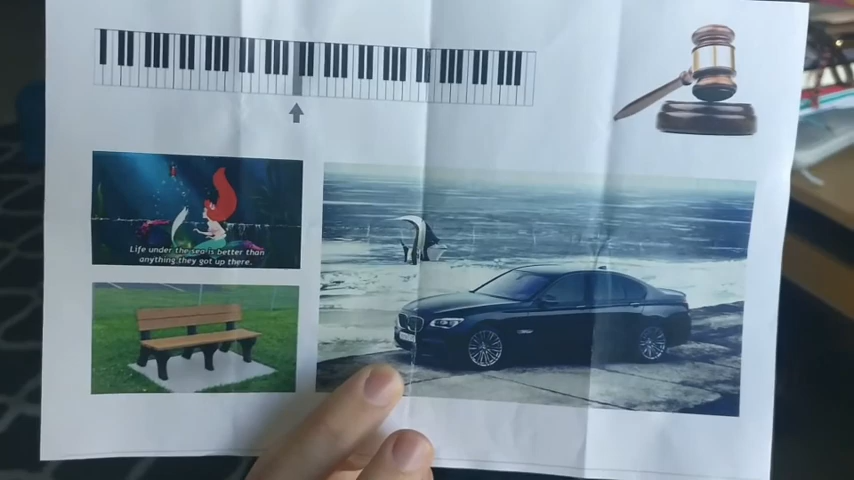 Life under the sea is better than
anything they got up there.